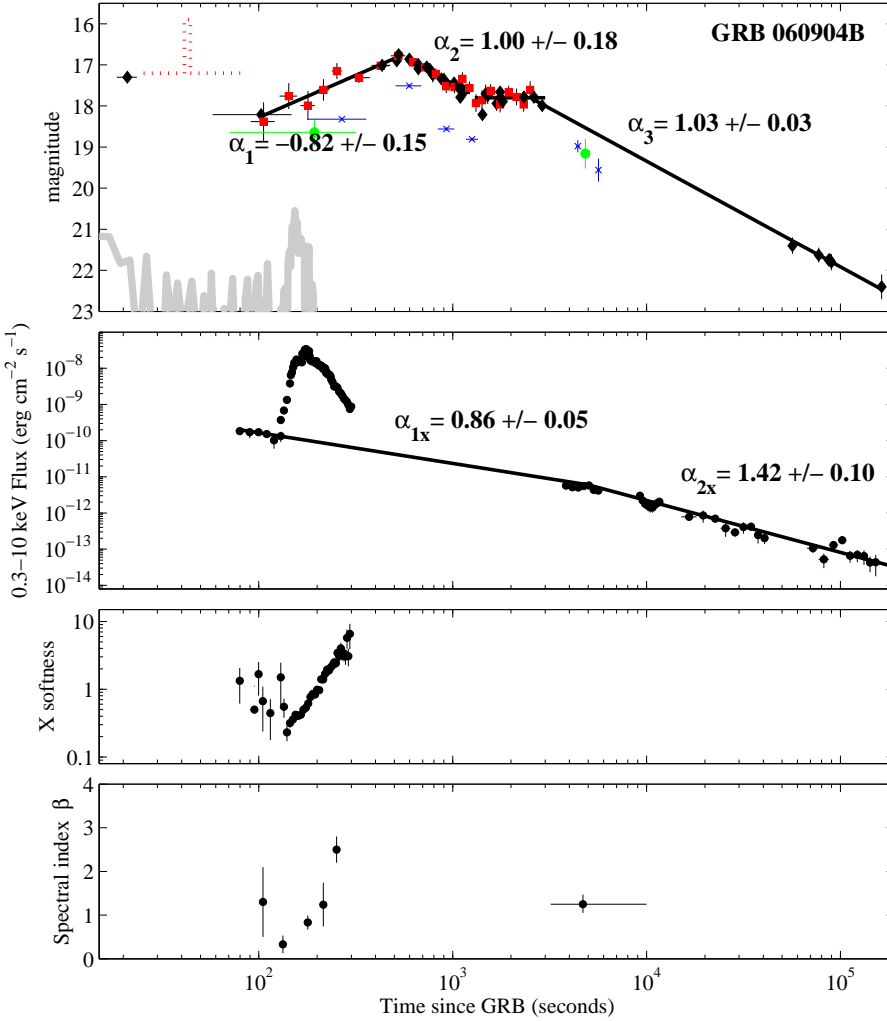 GRB 060904B
α2 = 1.00 +/− 0.18
α3 = 1.03 +/− 0.03
α1 = −0.82 +/− 0.15
magnitude
16
17
18
19
20
21
22
23
α1x = 0.86 +/− 0.05
α2x = 1.42 +/− 0.10
0.3−10 keV Flux (erg cm−2 s−1)
10−8
10−9
10−10
10−11
10−12
10−13
10−14
X softness
10
1
0.1
Spectral index β
4
3
2
1
0
102
103
104
105
Time since GRB (seconds)